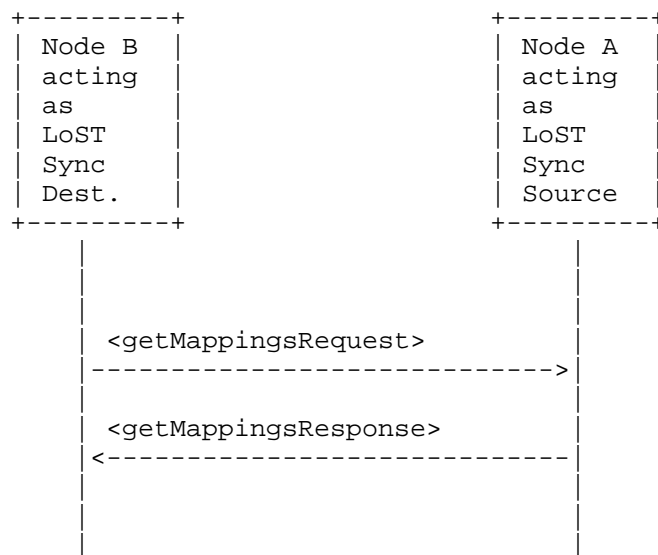 Node B
acting
as
LoST
Sync
Dest.
Node A
acting
as
LoST
Sync
Source
<getMappingsRequest>
<getMappingsResponse>